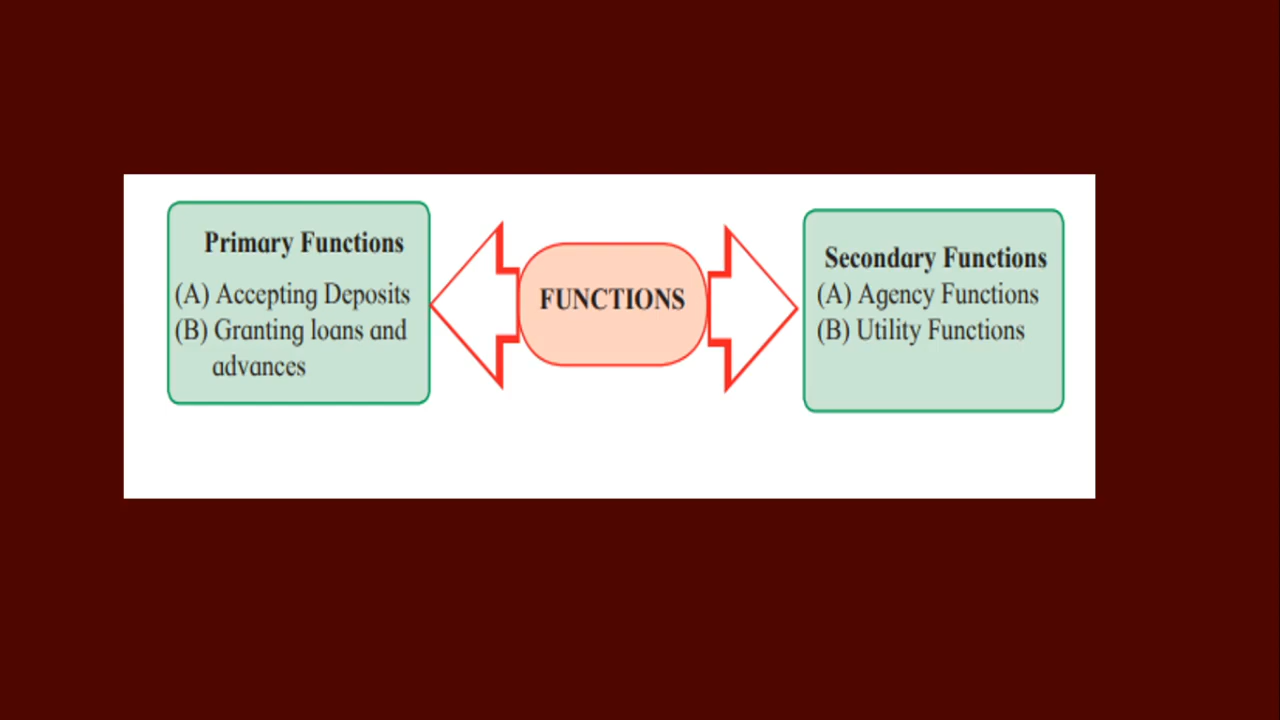 Primary Functions
(A) Accepting Deposits
(B) Granting loans and
advances
FUNCTIONS
Secondary Functions
(A) Agency Functions
(B) Utility Functions